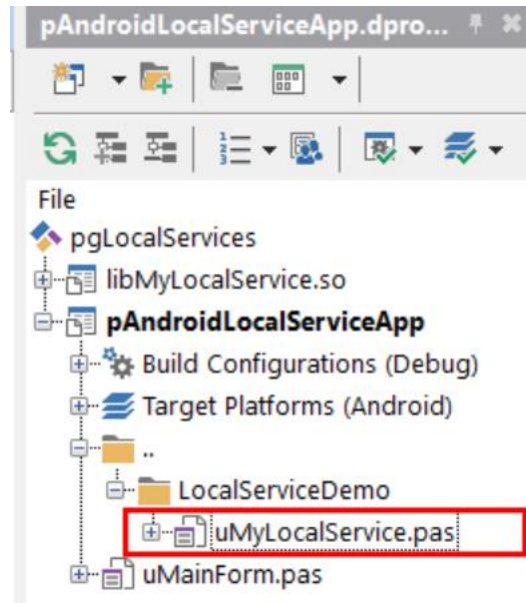 pAndroidLocalServiceApp.dpro...
File
pgLocalServices
libMyLocalService.so
pAndroidLocalServiceApp
Build Configurations (Debug)
Target Platforms (Android)
..
LocalServiceDemo
uMyLocalService.pas
uMainForm.pas